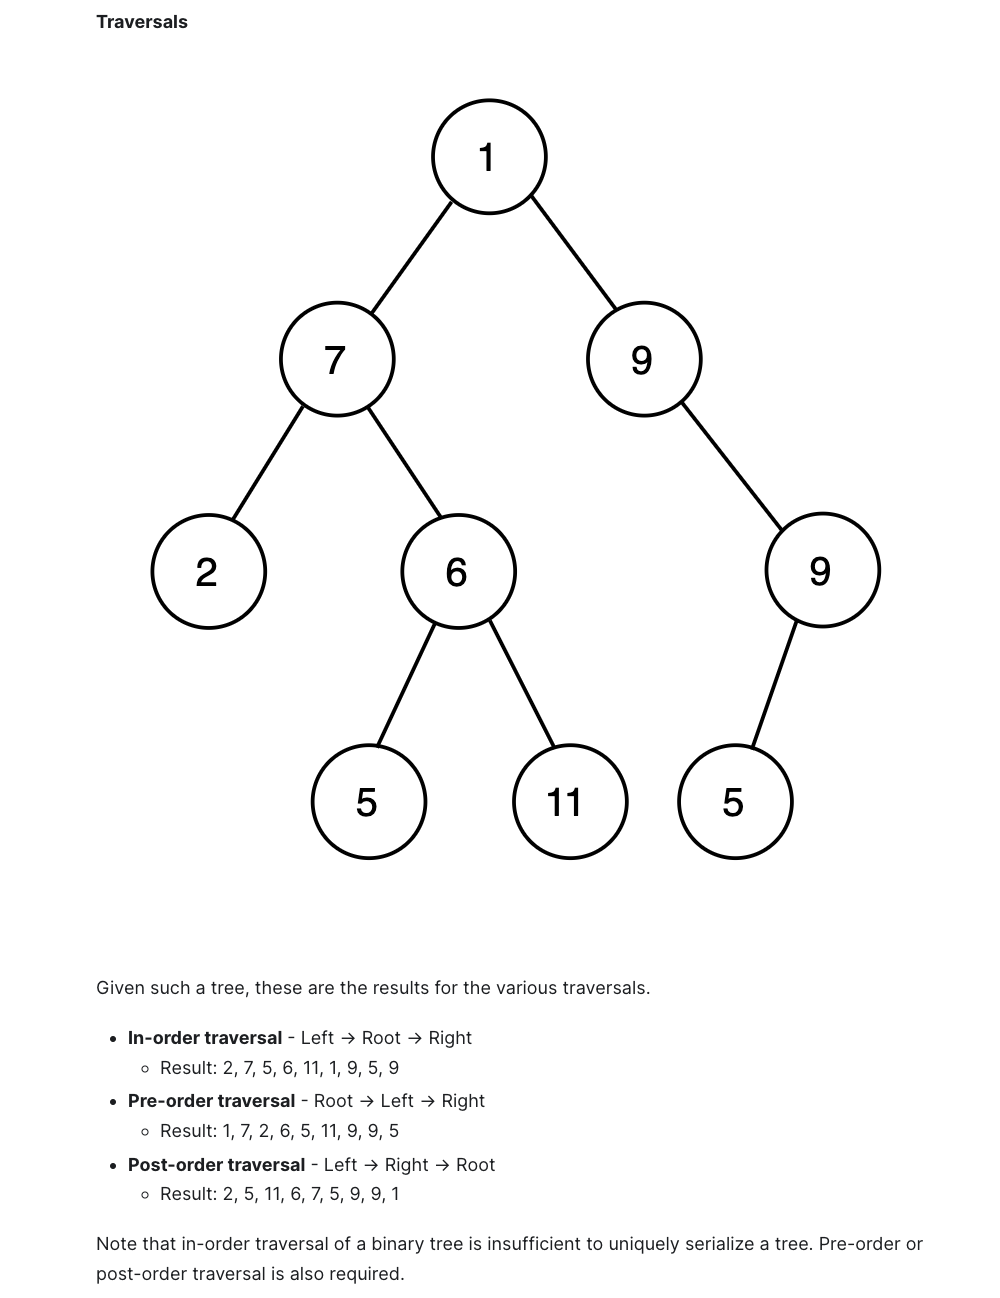 Traversals
1
7
9
2
6
9
5
11
5
Given such a tree, these are the results for the various traversals.
• In-order traversal - Left → Root → Right
◦ Result: 2, 7, 5, 6, 11, 1, 9, 5, 9
• Pre-order traversal - Root → Left → Right
◦ Result: 1, 7, 2, 6, 5, 11, 9, 9, 5
• Post-order traversal - Left → Right → Root
◦ Result: 2, 5, 11, 6, 7, 5, 9, 9, 1
Note that in-order traversal of a binary tree is insufficient to uniquely serialize a tree. Pre-order or
post-order traversal is also required.